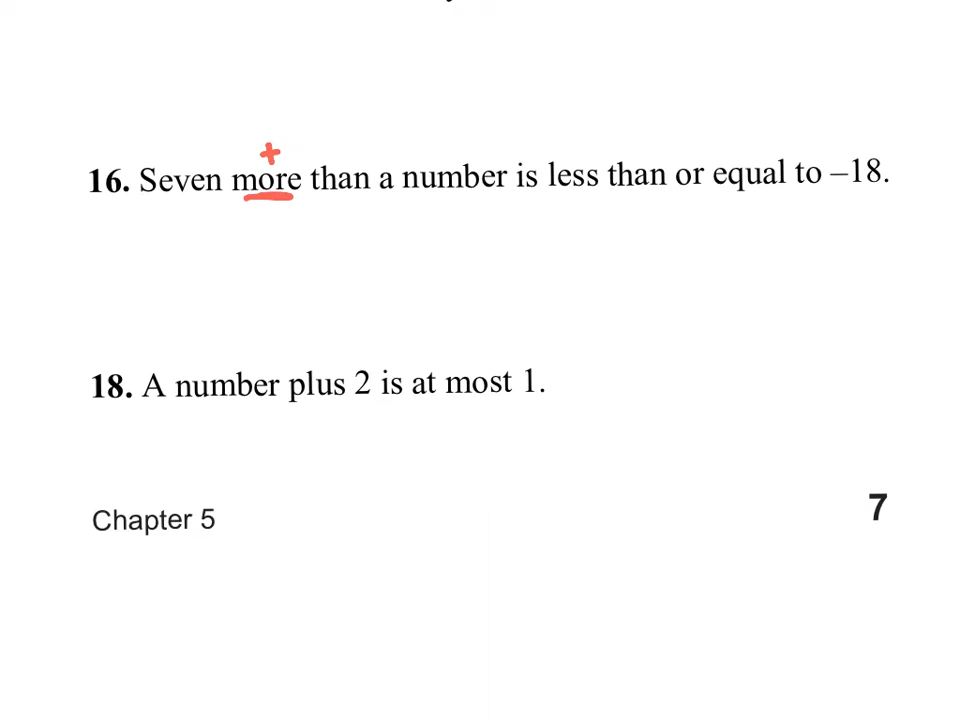 +
16. Seven more than a number is less than or equal to –18.
18. A number plus 2 is at most 1.
Chapter 5
7